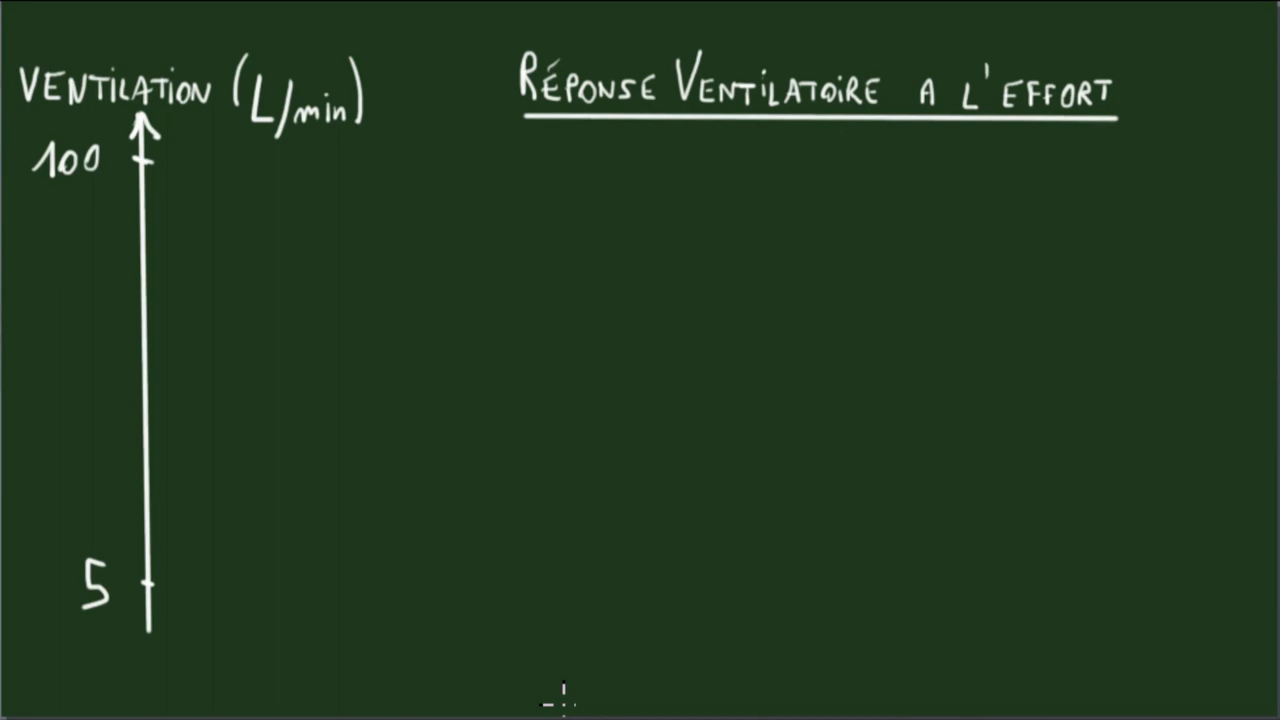 VENTILATION (L/min)
RÉPONSE VENTILATOIRE A L'EFFORT
100
5